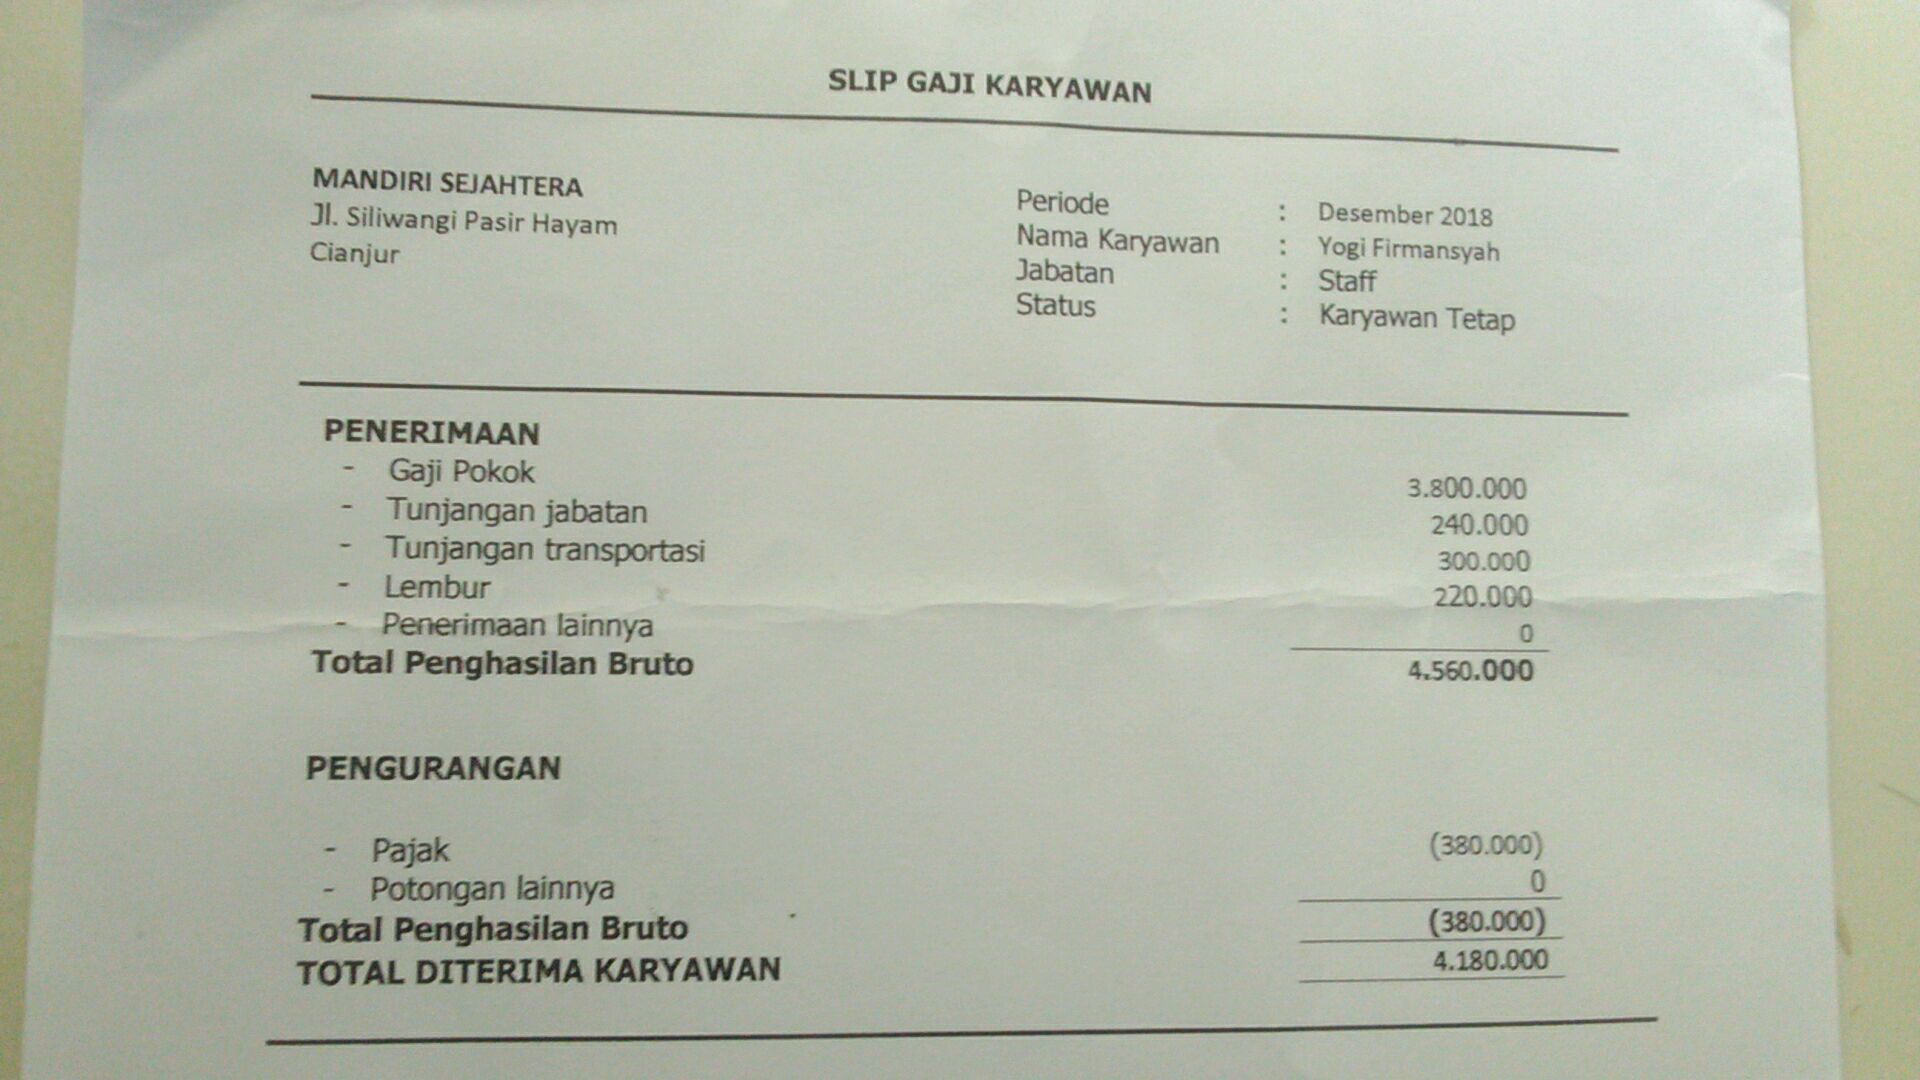 SLIP GAJI KARYAWAN
MANDIRI SEJAHTERA
Jl. Siliwangi Pasir Hayam
Cianjur
Periode : Desember 2018
Nama Karyawan : Yogi Firmansyah
Jabatan : Staff
Status : Karyawan Tetap
PENERIMAAN
- Gaji Pokok 3.800.000
- Tunjangan jabatan 240.000
- Tunjangan transportasi 300.000
- Lembur 220.000
- Penerimaan lainnya 0
Total Penghasilan Bruto 4.560.000
PENGURANGAN
- Pajak (380.000)
- Potongan lainnya 0
Total Penghasilan Bruto (380.000)
TOTAL DITERIMA KARYAWAN 4.180.000